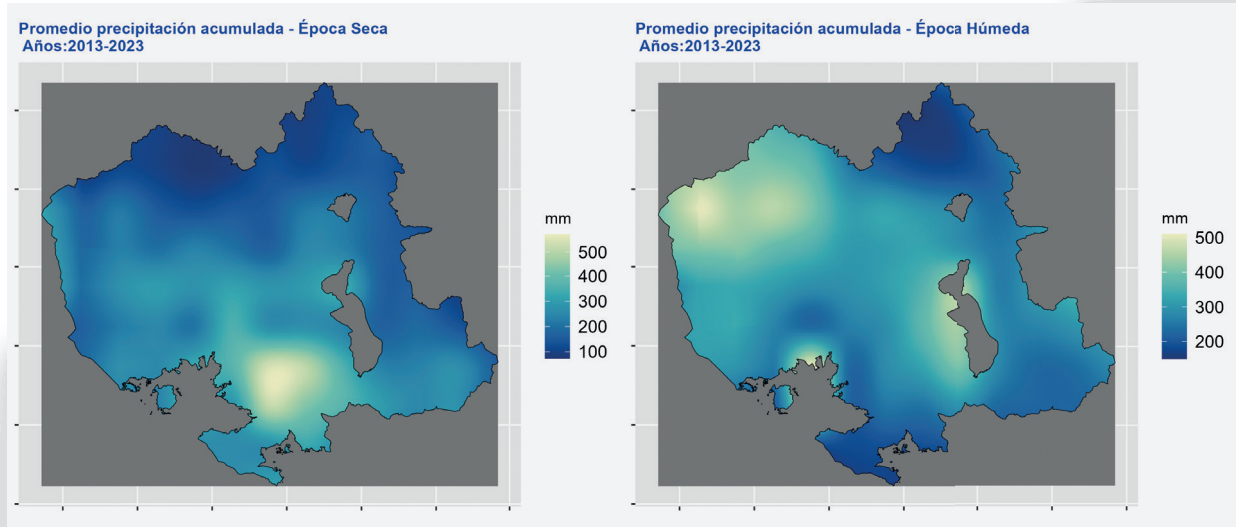 Promedio precipitación acumulada - Época Seca
Años:2013-2023
mm
500
400
300
200
100
Promedio precipitación acumulada - Época Húmeda
Años:2013-2023
mm
500
400
300
200